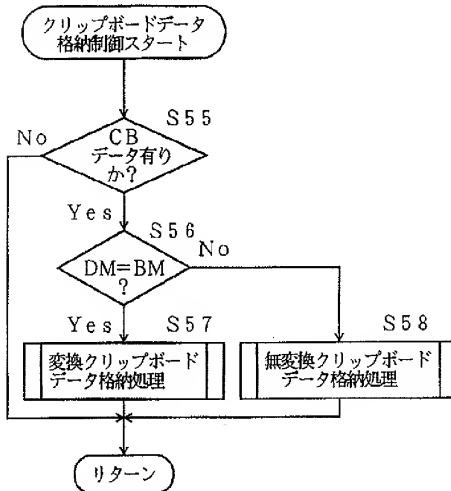 クリップボードデータ
格納制御スタート
S55
No
CB
データ有り
か?
Yes
S56
No
DM=BM
?
Yes
S57
S58
変換クリップボード
データ格納処理
無変換クリップボード
データ格納処理
リターン